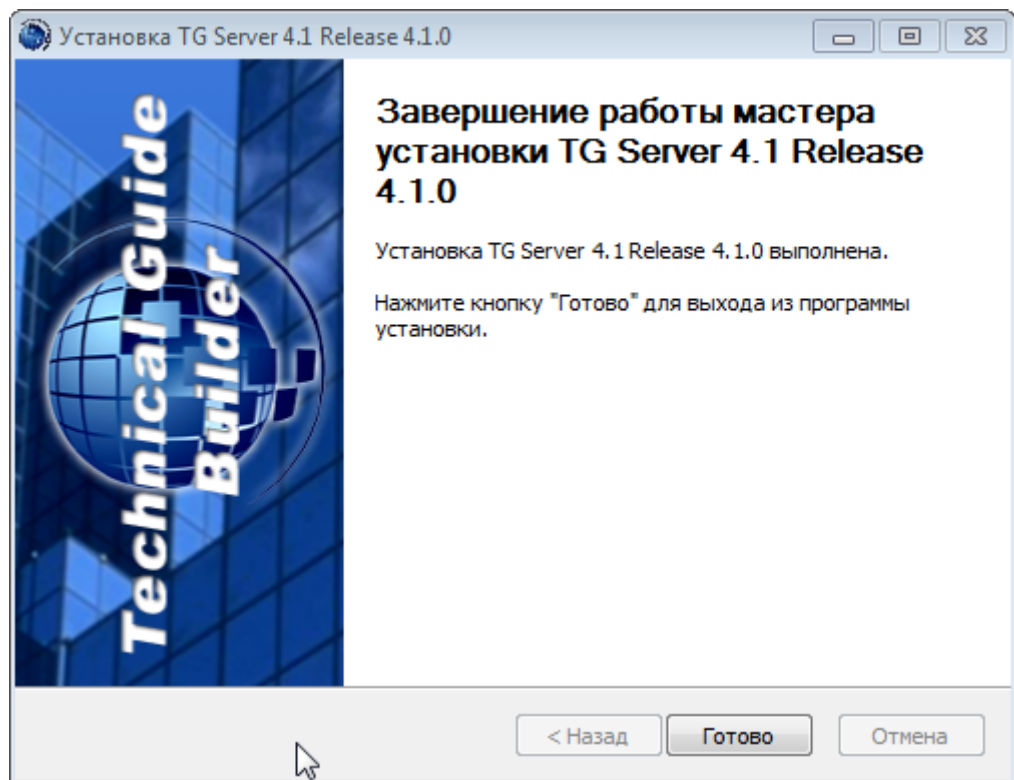 Установка TG Server 4.1 Release 4.1.0
Technical Guide
Builder
Завершение работы мастера
установки TG Server 4.1 Release
4.1.0
Установка TG Server 4.1 Release 4.1.0 выполнена.
Нажмите кнопку "Готово" для выхода из программы
установки.
< Назад
Готово
Отмена